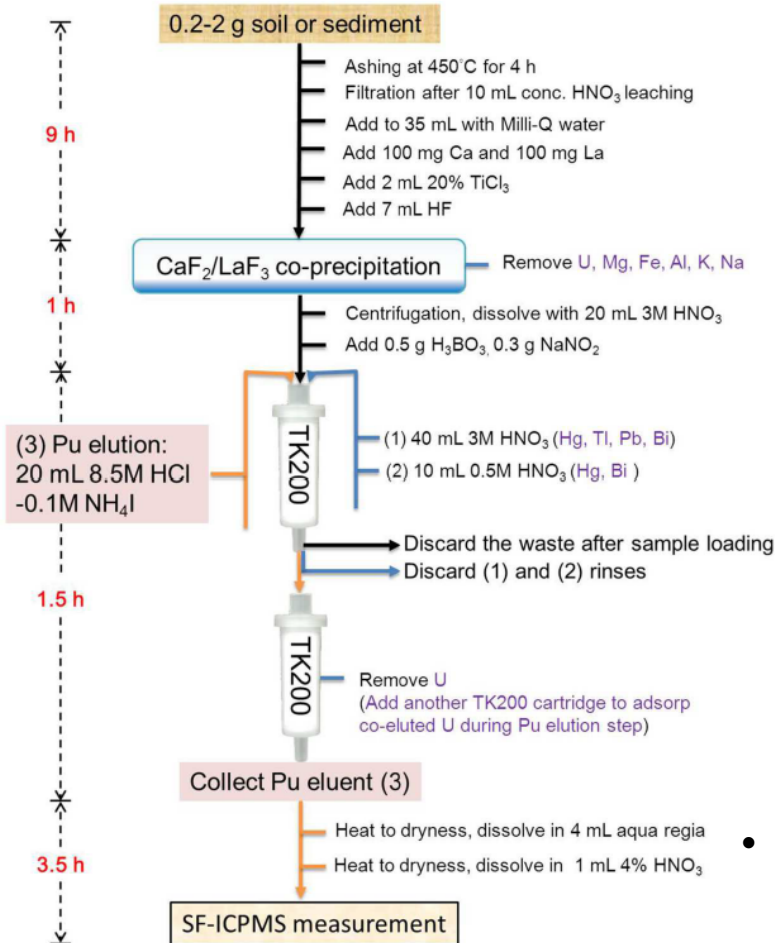 0.2-2 g soil or sediment
Ashing at 450°C for 4 h
Filtration after 10 mL conc. HNO₃ leaching
9 h
Add to 35 mL with Milli-Q water
Add 100 mg Ca and 100 mg La
Add 2 mL 20% TiCl₃
Add 7 mL HF
CaF₂/LaF₃ co-precipitation
Remove U, Mg, Fe, Al, K, Na
1 h
Centrifugation, dissolve with 20 mL 3M HNO₃
Add 0.5 g H₃BO₃, 0.3 g NaNO₂
(3) Pu elution:
20 mL 8.5M HCl
-0.1M NH₄I
TK200
(1) 40 mL 3M HNO₃ (Hg, Tl, Pb, Bi)
(2) 10 mL 0.5M HNO₃ (Hg, Bi )
Discard the waste after sample loading
Discard (1) and (2) rinses
1.5 h
TK200
Remove U
(Add another TK200 cartridge to adsorp
co-eluted U during Pu elution step)
Collect Pu eluent (3)
Heat to dryness, dissolve in 4 mL aqua regia
3.5 h
Heat to dryness, dissolve in 1 mL 4% HNO₃
SF-ICPMS measurement